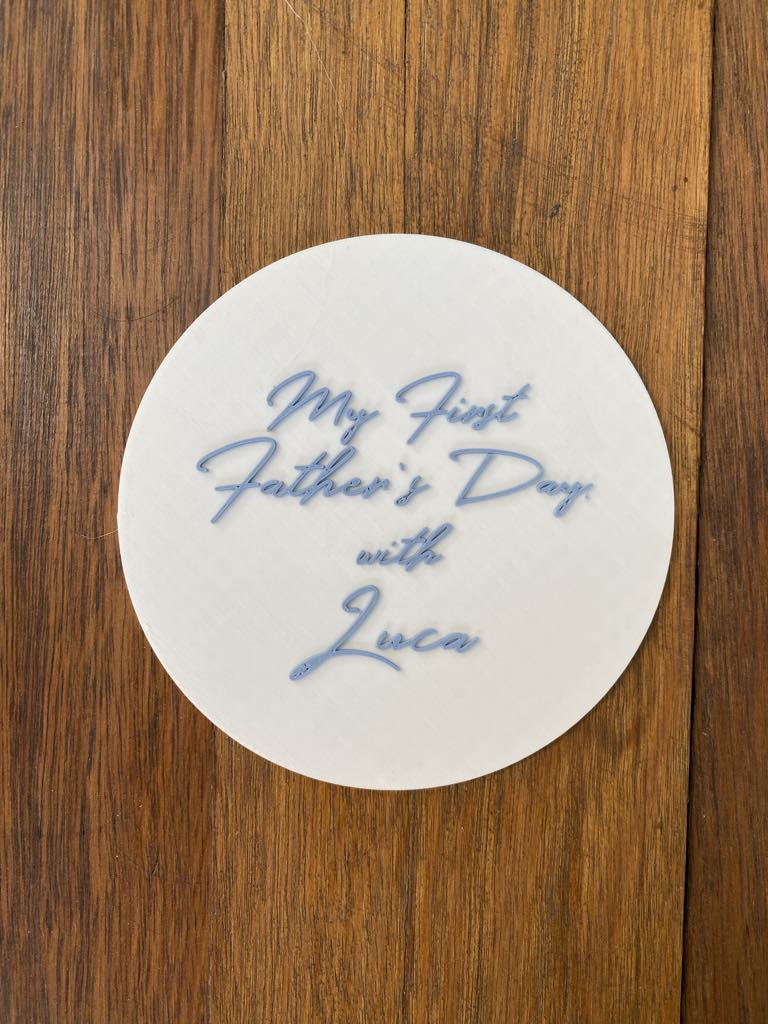 My First
Father's Day
with
Luca